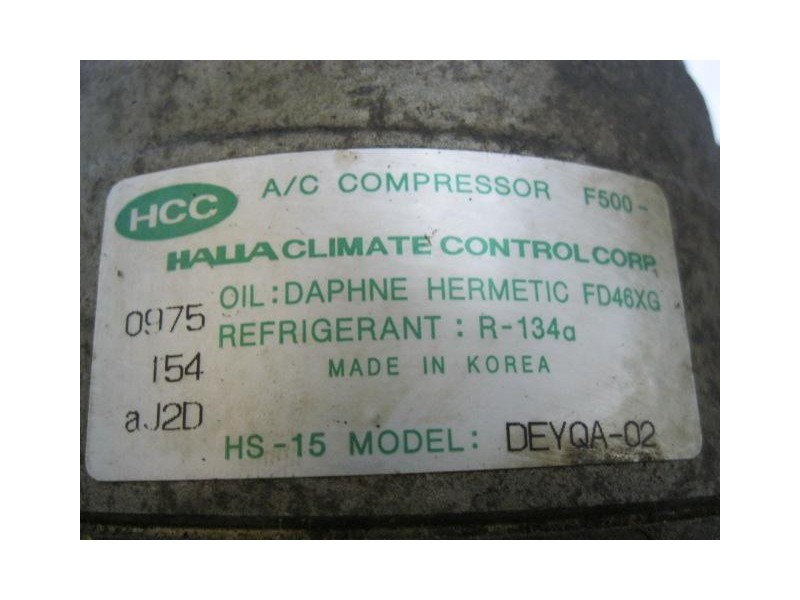 HCC
A/C COMPRESSOR F500-
HALLA CLIMATE CONTROL CORP.
OIL: DAPHNE HERMETIC FD46XG
0975
REFRIGERANT: R-134a
154
MADE IN KOREA
aJ2D
HS-15 MODEL: DEYQA-02